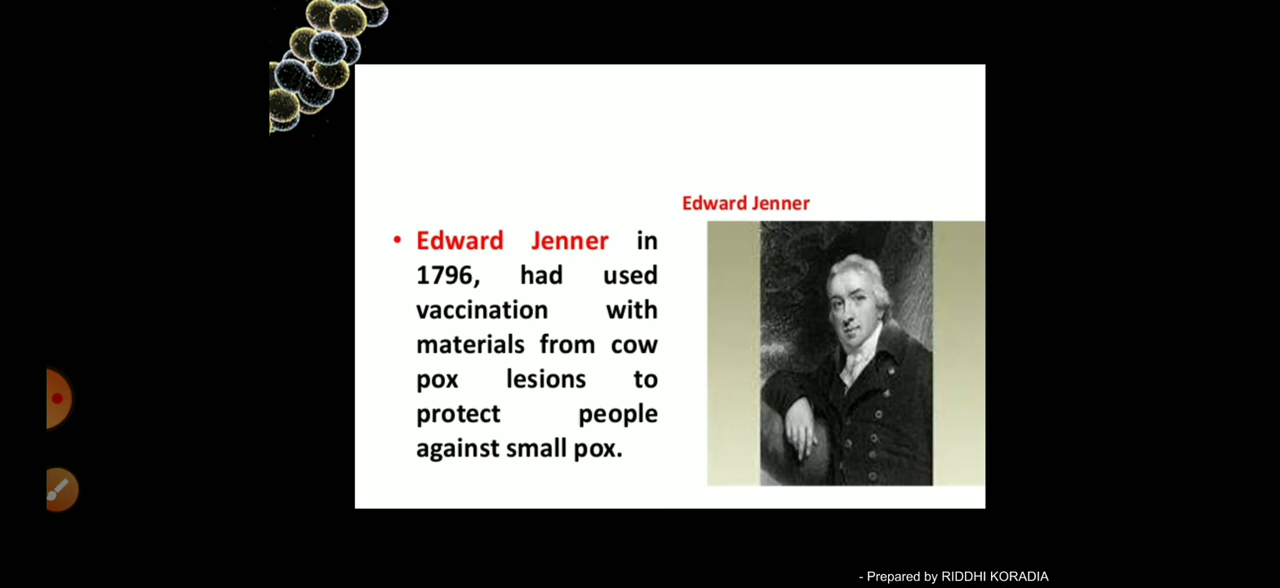 Edward Jenner
• Edward Jenner in
1796, had used
vaccination with
materials from cow
pox lesions to
protect people
against small pox.
- Prepared by RIDDHI KORADIA